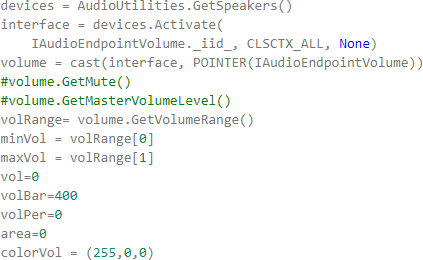 devices = AudioUtilities.GetSpeakers()
interface = devices.Activate(
    IAudioEndpointVolume._iid_, CLSCTX_ALL, None)
volume = cast(interface, POINTER(IAudioEndpointVolume))
#volume.GetMute()
#volume.GetMasterVolumeLevel()
volRange= volume.GetVolumeRange()
minVol = volRange[0]
maxVol = volRange[1]
vol=0
volBar=400
volPer=0
area=0
colorVol = (255,0,0)